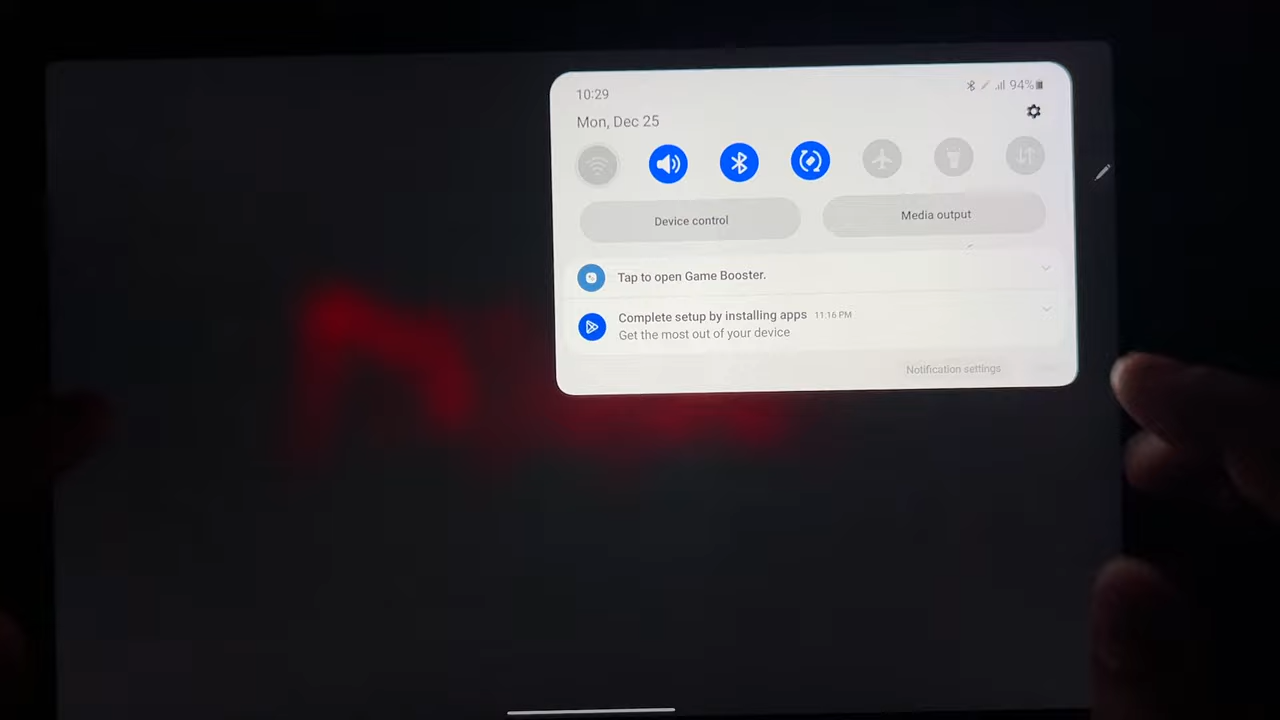 10:29
94%
Mon, Dec 25
Device control
Media output
Tap to open Game Booster.
Complete setup by installing apps 11:16 PM
Get the most out of your device
Notification settings